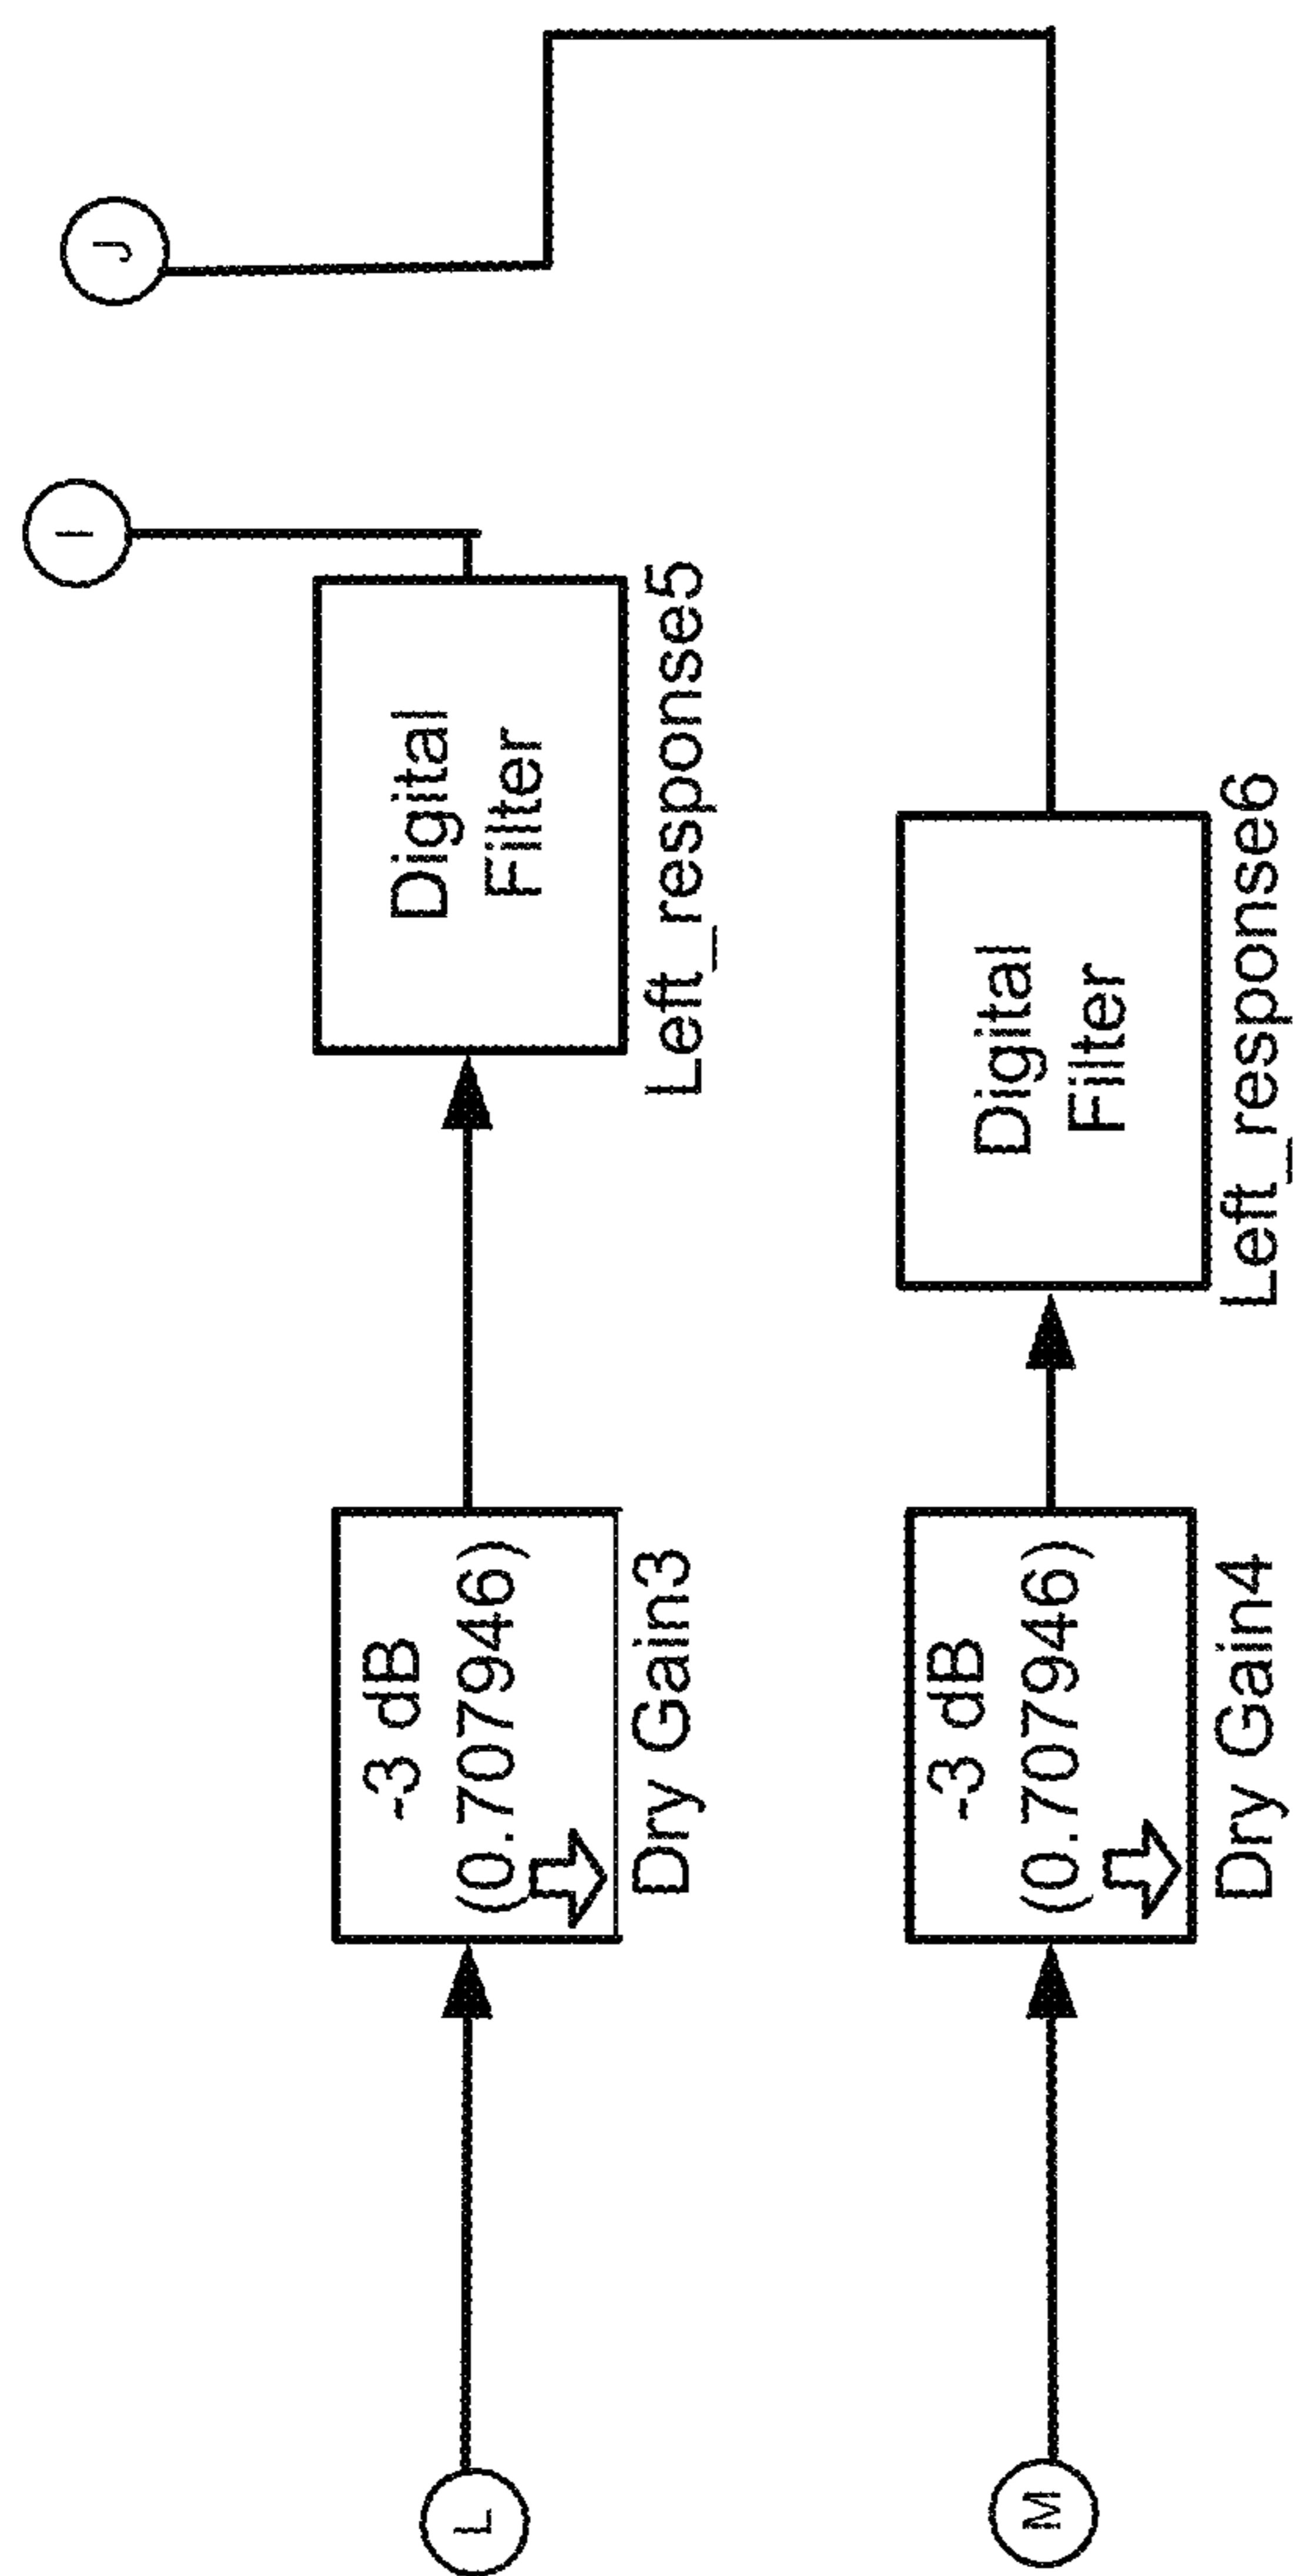 I
J
L
-3 dB
(0.707946)
Dry Gain3
Digital
Filter
Left_response5
M
-3 dB
(0.707946)
Dry Gain4
Digital
Filter
Left_response6